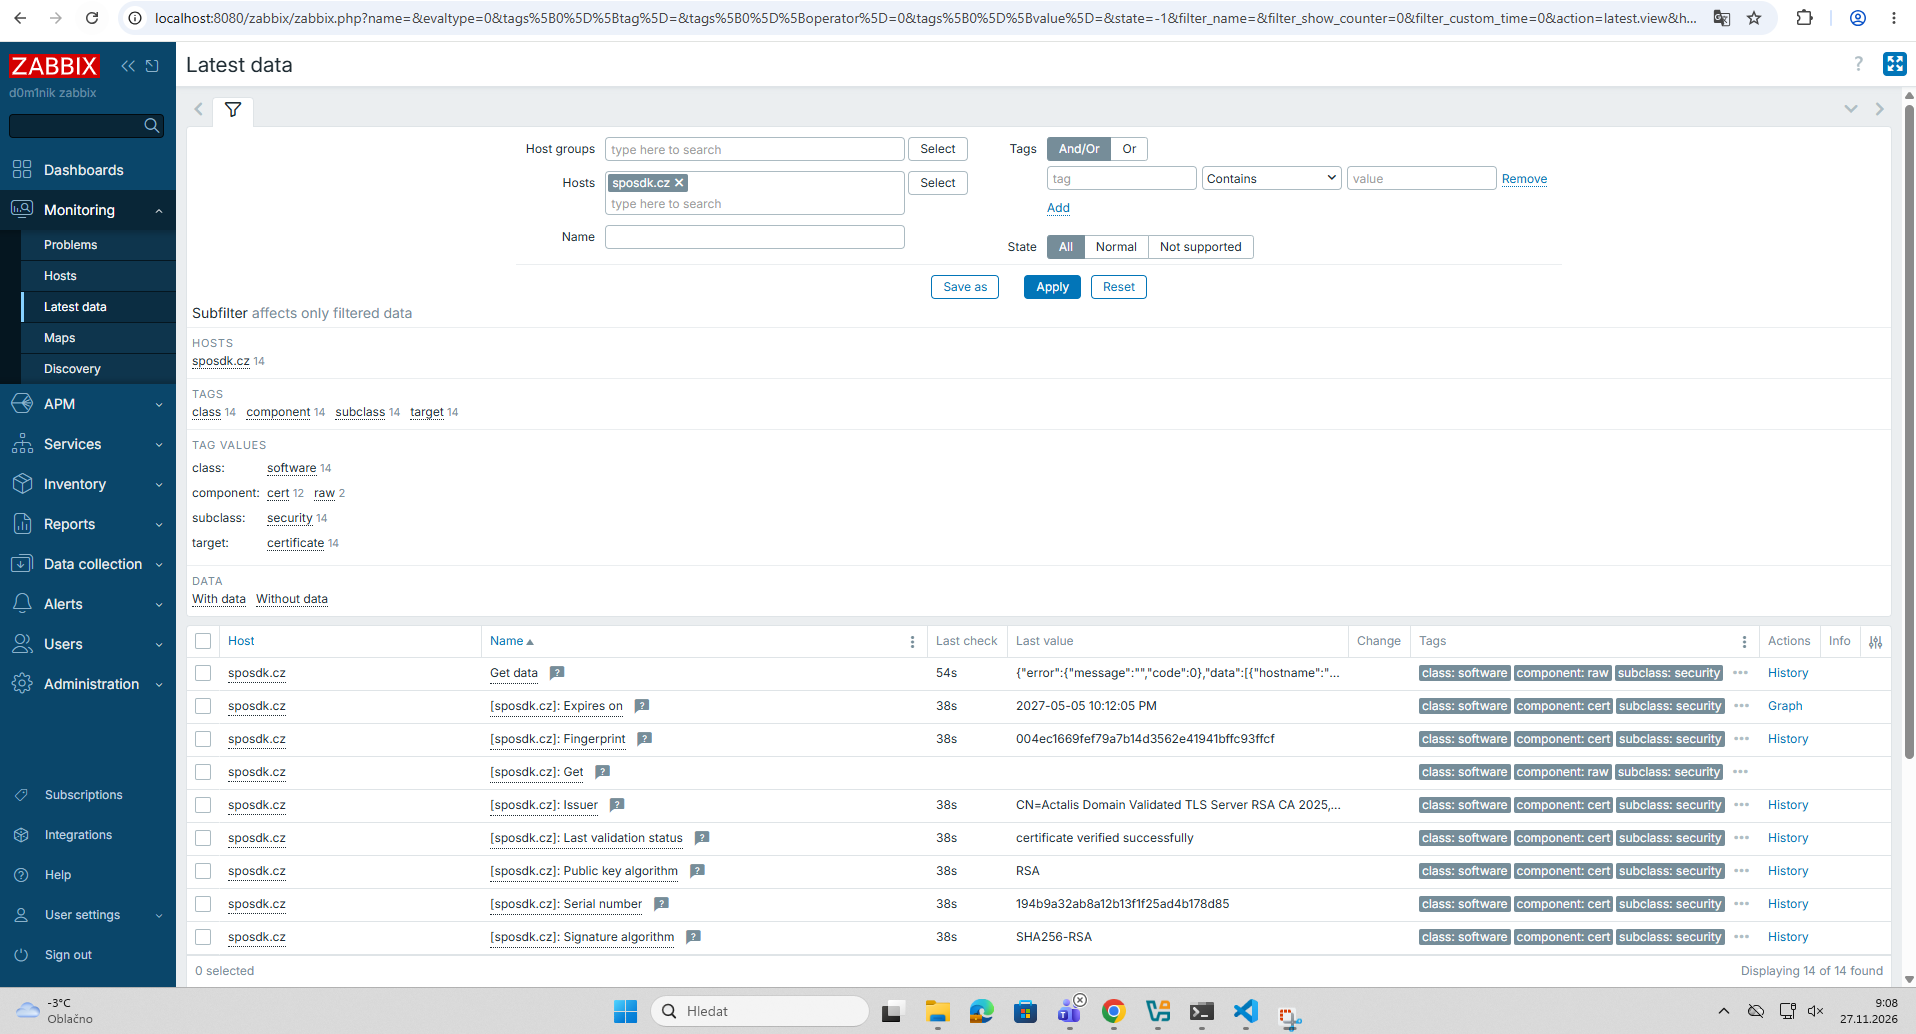 localhost:8080/zabbix/zabbix.php?name=&evaltype=0&tags%5B0%5D%5Btag%5D=&tags%5B0%5D%5Boperator%5D=0&tags%5B0%5D%5Bvalue%5D=&state=-1&filter_name=&filter_show_counter=0&filter_custom_time=0&action=latest.view&h...
ZABBIX
d0m1nik zabbix
Dashboards
Monitoring
Problems
Hosts
Latest data
Maps
Discovery
APM
Services
Inventory
Reports
Data collection
Alerts
Users
Administration
Subscriptions
Integrations
Help
User settings
Sign out
Latest data
?
Host groups type here to search Select Tags And/Or Or
Hosts sposdk.cz Select tag Contains value Remove
type here to search
Add
Name
State All Normal Not supported
Save as Apply Reset
Subfilter affects only filtered data
HOSTS
sposdk.cz 14
TAGS
class 14 component 14 subclass 14 target 14
TAG VALUES
class: software 14
component: cert 12 raw 2
subclass: security 14
target: certificate 14
DATA
With data Without data
Host Name Last check Last value Change Tags Actions Info
sposdk.cz Get data ? 54s {"error":{"message":"","code":0},"data":[{"hostname":"... class: software component: raw subclass: security History
sposdk.cz [sposdk.cz]: Expires on ? 38s 2027-05-05 10:12:05 PM class: software component: cert subclass: security Graph
sposdk.cz [sposdk.cz]: Fingerprint ? 38s 004ec1669fef79a7b14d3562e41941bffc93ffcf class: software component: cert subclass: security History
sposdk.cz [sposdk.cz]: Get ? class: software component: raw subclass: security
sposdk.cz [sposdk.cz]: Issuer ? 38s CN=Actalis Domain Validated TLS Server RSA CA 2025,... class: software component: cert subclass: security History
sposdk.cz [sposdk.cz]: Last validation status ? 38s certificate verified successfully class: software component: cert subclass: security History
sposdk.cz [sposdk.cz]: Public key algorithm ? 38s RSA class: software component: cert subclass: security History
sposdk.cz [sposdk.cz]: Serial number ? 38s 194b9a32ab8a12b13f1f25ad4b178d85 class: software component: cert subclass: security History
sposdk.cz [sposdk.cz]: Signature algorithm ? 38s SHA256-RSA class: software component: cert subclass: security History
0 selected Displaying 14 of 14 found
-3°C
Oblačno
Hledat
9:08
27.11.2026